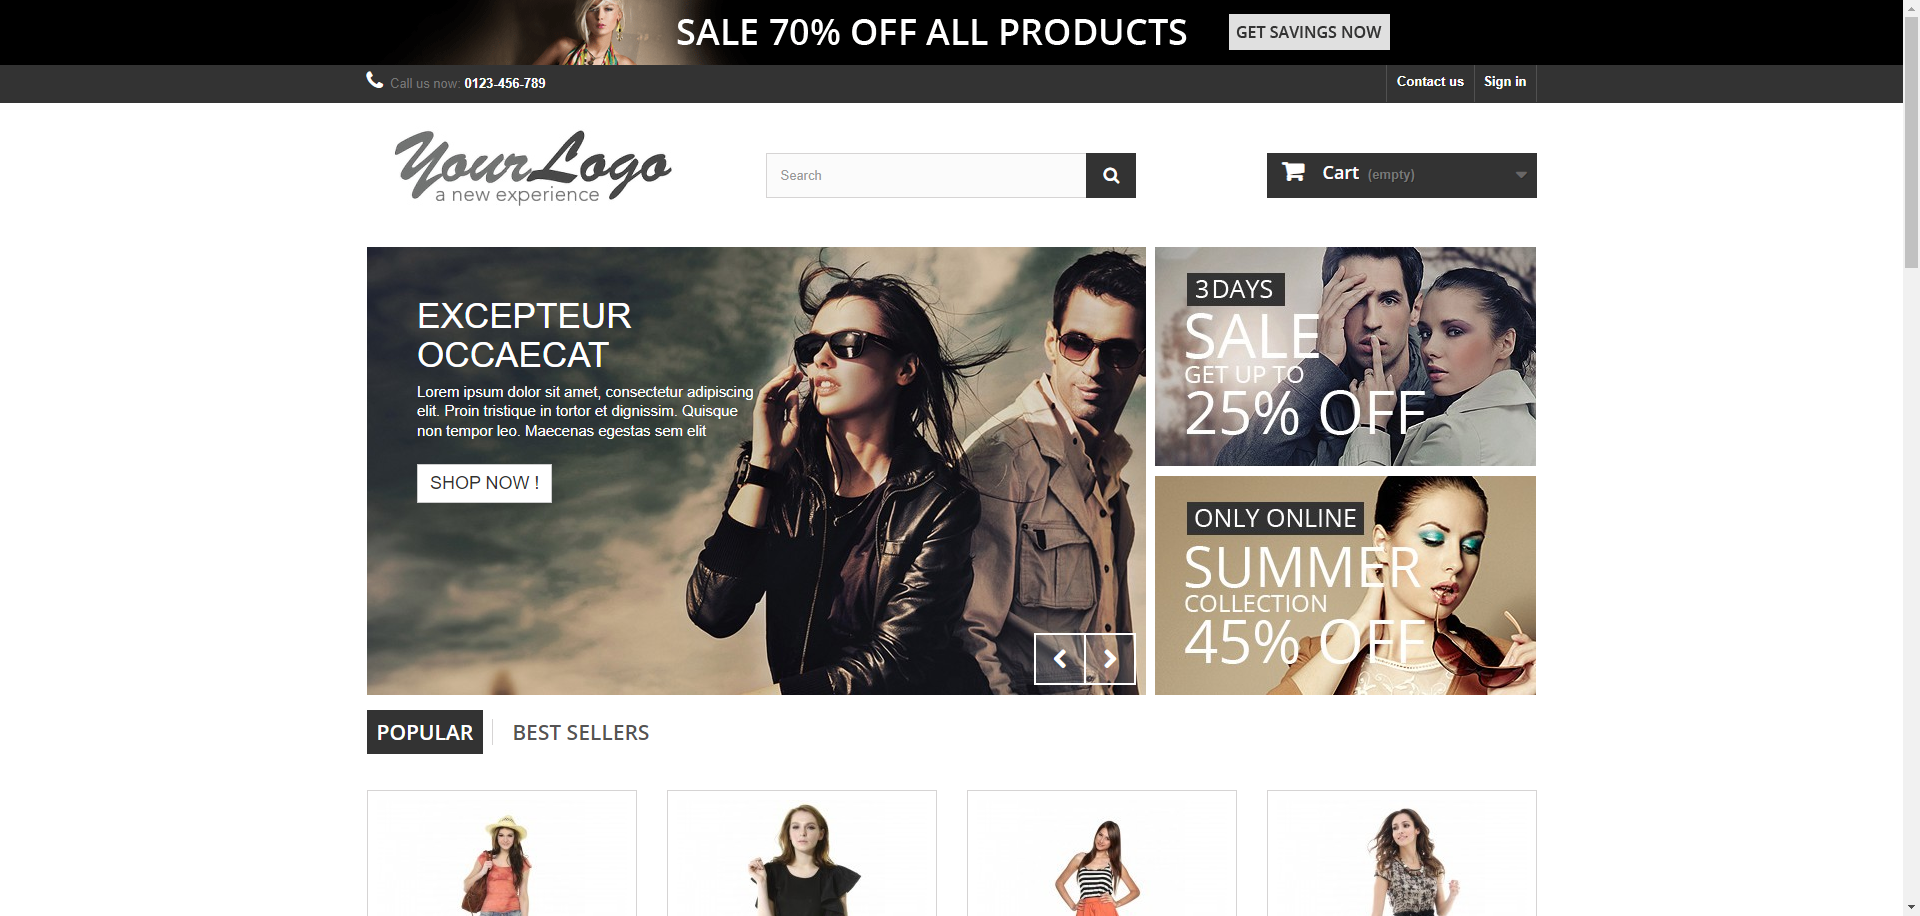 SALE 70% OFF ALL PRODUCTS
GET SAVINGS NOW
Call us now: 0123-456-789
Contact us
Sign in
YourLogo
a new experience
Search
Cart (empty)
EXCEPTEUR
OCCAECAT
Lorem ipsum dolor sit amet, consectetur adipiscing
elit. Proin tristique in tortor et dignissim. Quisque
non tempor leo. Maecenas egestas sem elit
SHOP NOW !
3DAYS
SALE
GET UP TO
25% OFF
ONLY ONLINE
SUMMER
COLLECTION
45% OFF
POPULAR
BEST SELLERS